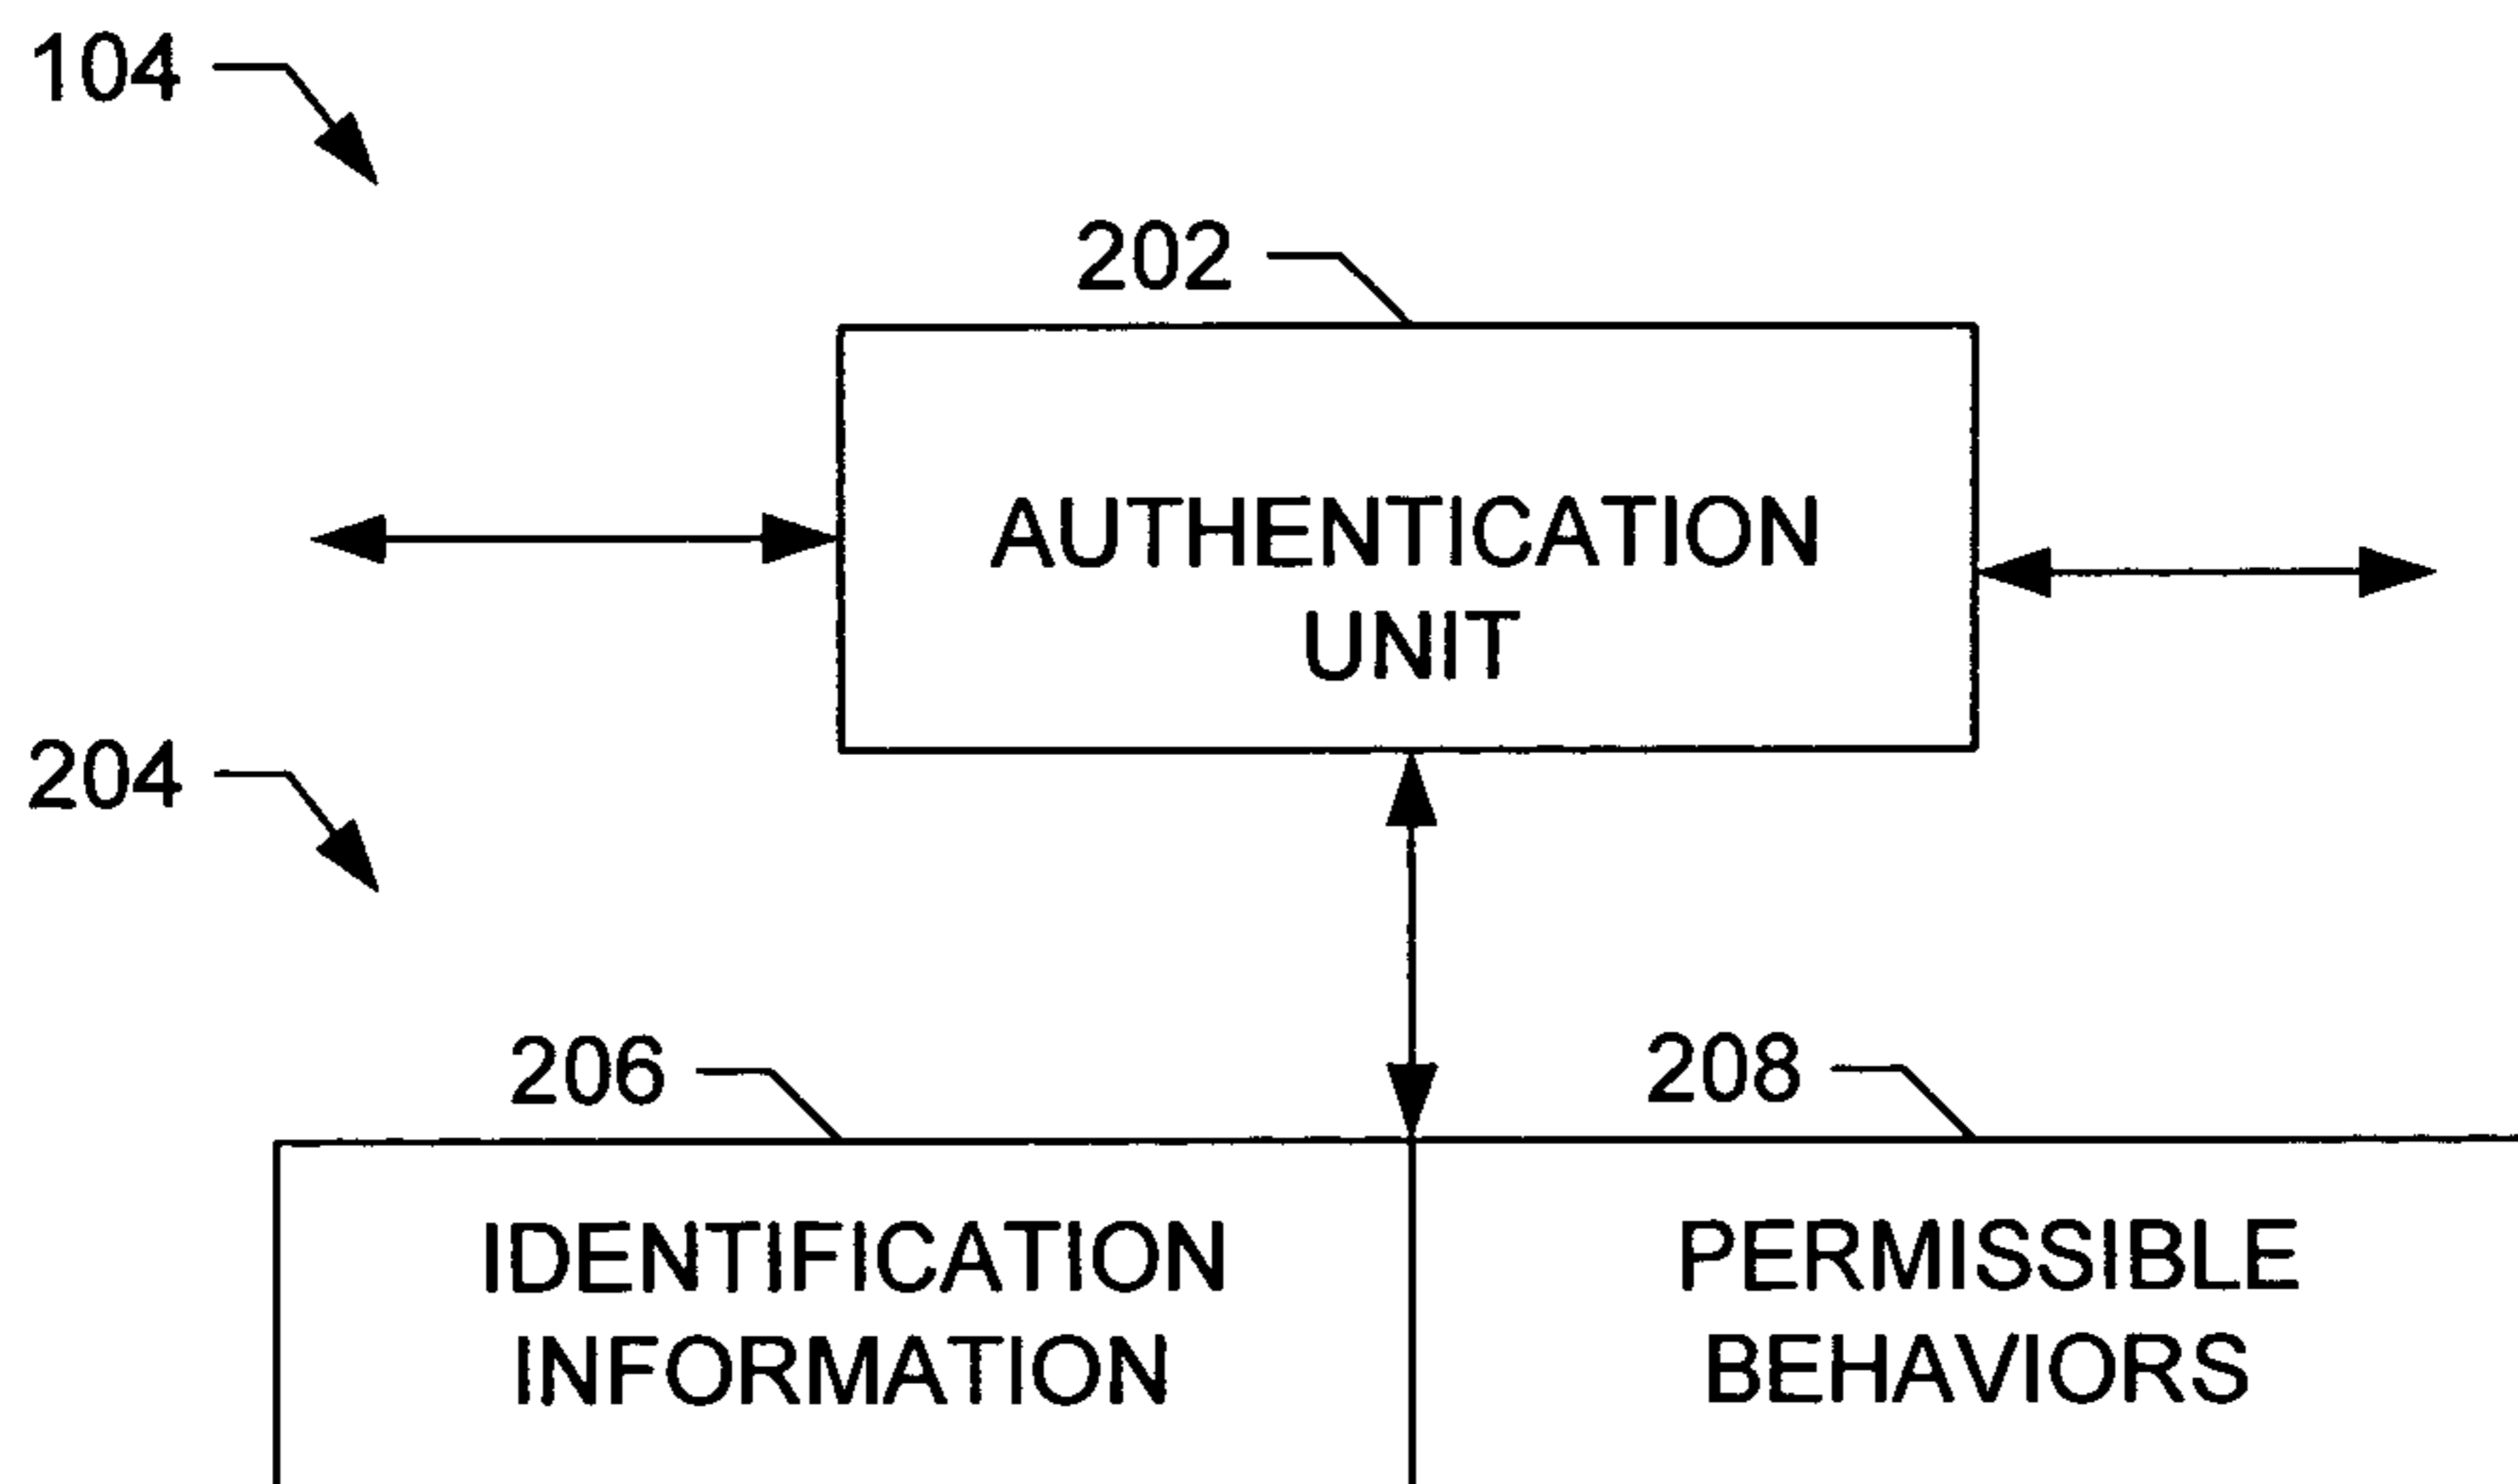 104
202
AUTHENTICATION
UNIT
204
206
208
IDENTIFICATION
INFORMATION
PERMISSIBLE
BEHAVIORS